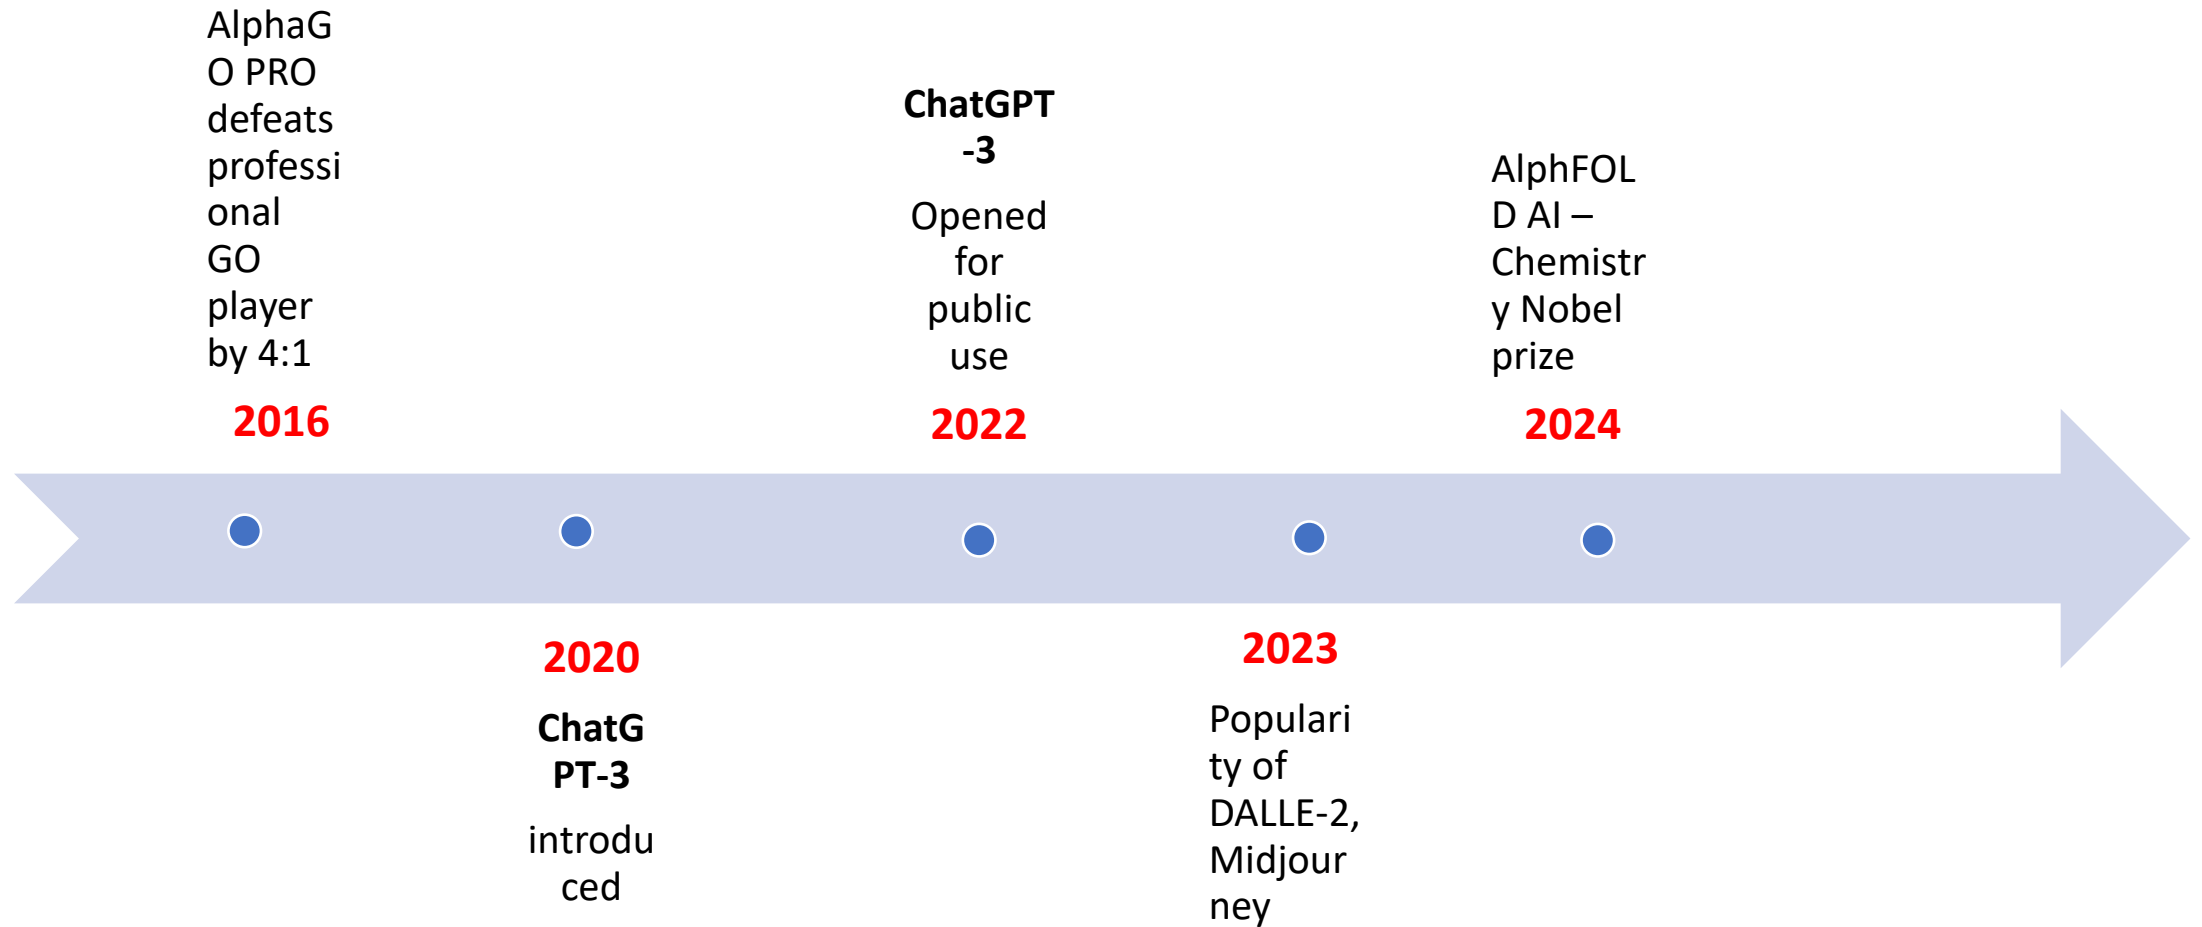 AlphaG
O PRO
defeats
professi
onal
GO
player
by 4:1
2016
2020
ChatG
PT-3
introdu
ced
ChatGPT
-3
Opened
for
public
use
2022
2023
Populari
ty of
DALLE-2,
Midjour
ney
AlphFOL
D AI –
Chemistr
y Nobel
prize
2024